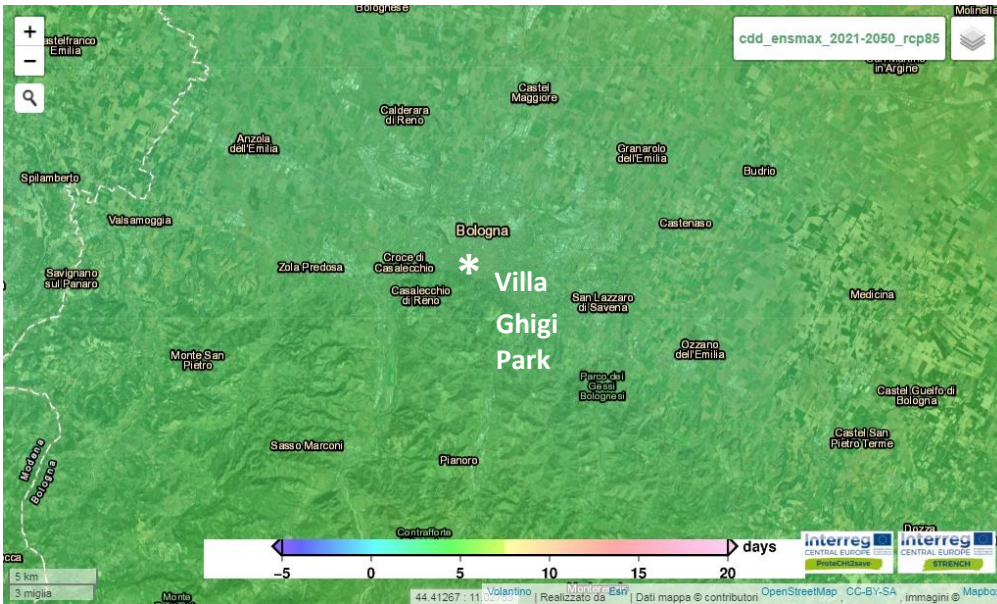 Bolognese
Molinella
+
−
astelfranco
Emilia
cdd_ensmax_2021-2050_rcp85
in'Argine
Castel
Maggiore
Calderara
di Reno
Anzola
dell'Emilia
Granarolo
dell'Emilia
Budrio
Spilamberto
Valsamoggia
Castenaso
Bologna
Croce di
Casalecchio
Zola Predosa
*
Savignano
sul Panaro
Villa
Ghigi
Park
Casalecchio
di Reno
San Lazzaro
di Savena
Medicina
Monte San
Pietro
Ozzano
dell'Emilia
Parco dei
Gessi
Bolognesi
Castel Guelfo di
Bologna
Castel San
Pietro Terme
Sasso Marconi
Pianoro
Modena
Bologna
Contrafforte
Dozza
occa
days
−5 0 5 10 15 20
Interreg
CENTRAL EUROPE
ProteCHt2save
Interreg
CENTRAL EUROPE
STRENCH
5 km
3 miglia
Monte
44.41267 : 11.
Volantino | Realizzato da Esri | Dati mappa © contributori OpenStreetMap, CC-BY-SA, immagini © Mapbo